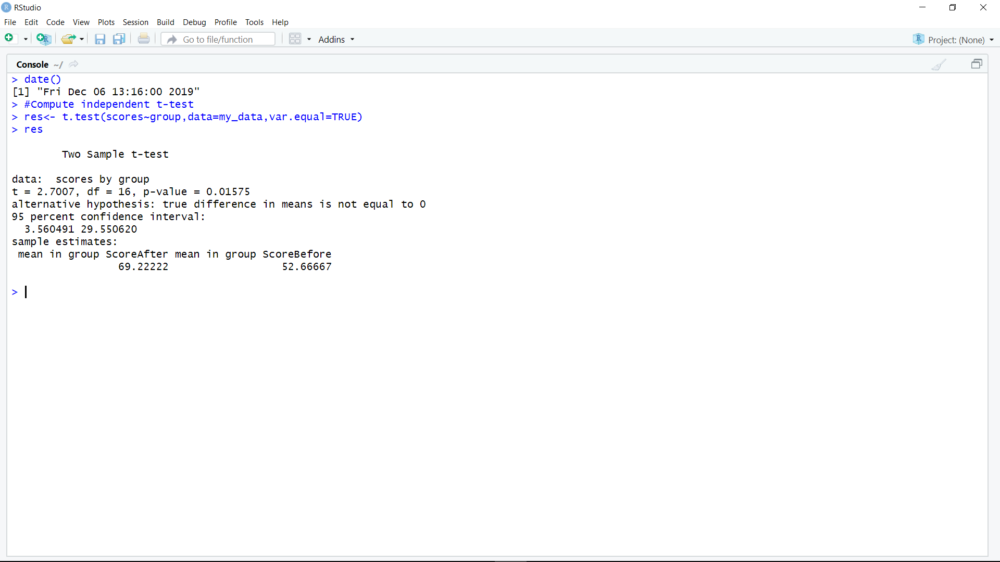 RStudio
File Edit Code View Plots Session Build Debug Profile Tools Help
Go to file/function Addins Project: (None)
Console ~/
> date()
[1] "Fri Dec 06 13:16:00 2019"
> #Compute independent t-test
> res<- t.test(scores~group,data=my_data,var.equal=TRUE)
> res
Two Sample t-test
data:  scores by group
t = 2.7007, df = 16, p-value = 0.01575
alternative hypothesis: true difference in means is not equal to 0
95 percent confidence interval:
  3.560491 29.550620
sample estimates:
 mean in group ScoreAfter mean in group ScoreBefore
                 69.22222                  52.66667
>